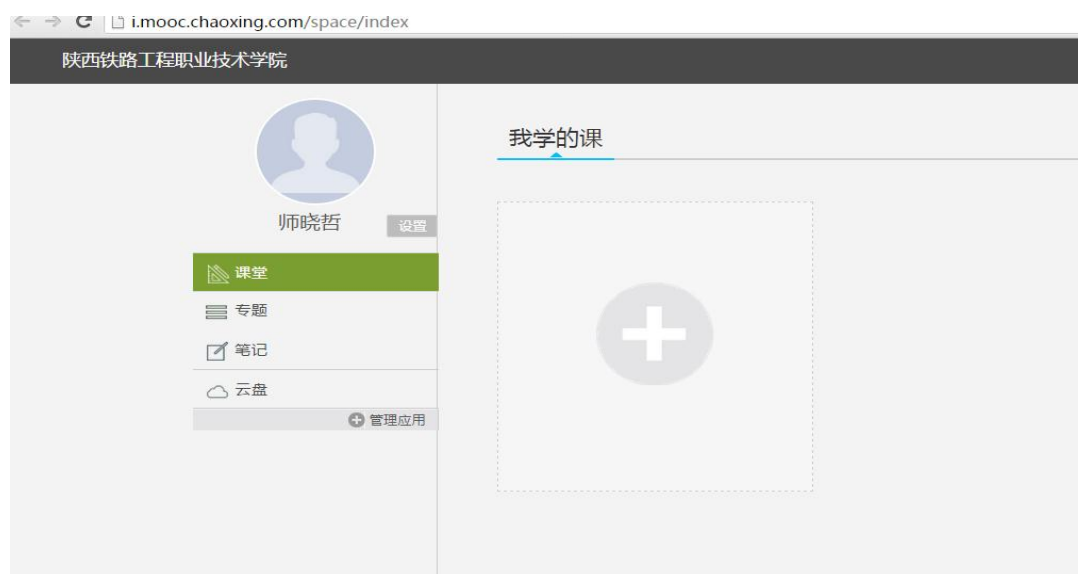 i.mooc.chaoxing.com/space/index
陕西铁路工程职业技术学院
我学的课
师晓哲
设置
课堂
专题
笔记
云盘
管理应用